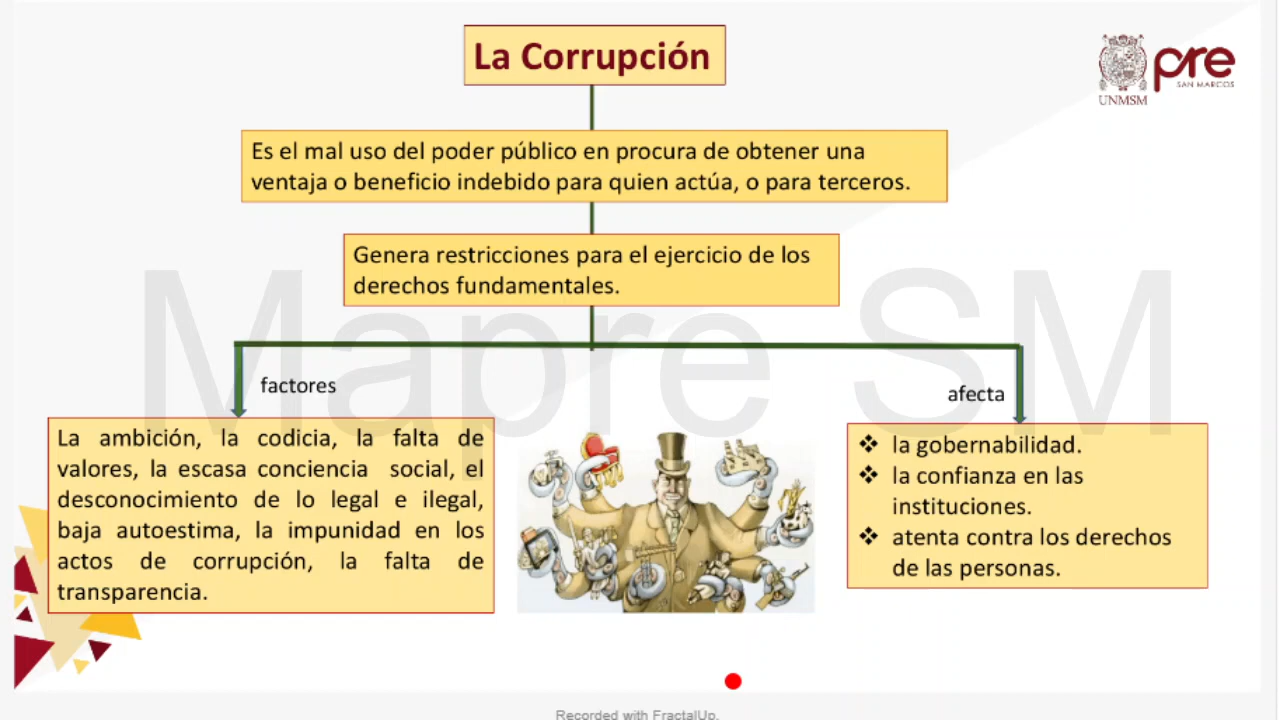 La Corrupción
UNMSM
pre
SAN MARCOS
Es el mal uso del poder público en procura de obtener una
ventaja o beneficio indebido para quien actúa, o para terceros.
Genera restricciones para el ejercicio de los
derechos fundamentales.
Mapre SM
factores
afecta
La ambición, la codicia, la falta de
valores, la escasa conciencia social, el
desconocimiento de lo legal e ilegal,
baja autoestima, la impunidad en los
actos de corrupción, la falta de
transparencia.
❖ la gobernabilidad.
❖ la confianza en las
instituciones.
❖ atenta contra los derechos
de las personas.
Recorded with FractalUp.